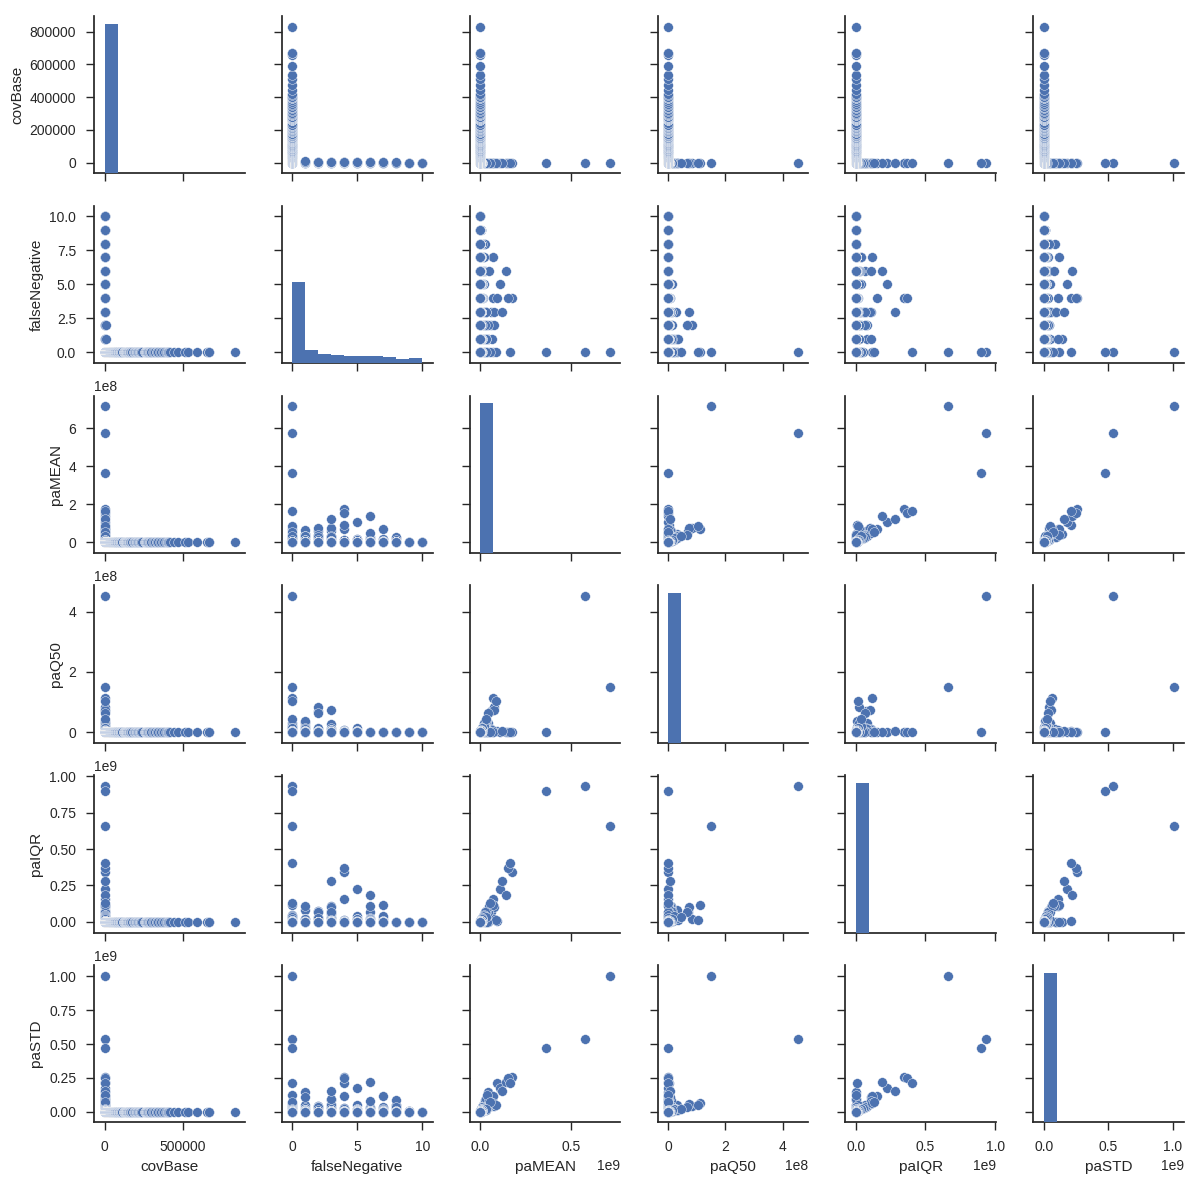 800000
600000
400000
200000
0
covBase
10.0
7.5
5.0
2.5
0.0
falseNegative
1e8
6
4
2
0
paMEAN
1e8
4
2
0
paQ50
1e9
1.00
0.75
0.50
0.25
0.00
paIQR
1e9
1.00
0.75
0.50
0.25
0.00
paSTD
0 500000 0 5 10 0.0 0.5 0 2 4 0.0 0.5 1.0 0.0 0.5 1.0
covBase falseNegative paMEAN 1e9 paQ50 1e8 paIQR 1e9 paSTD 1e9